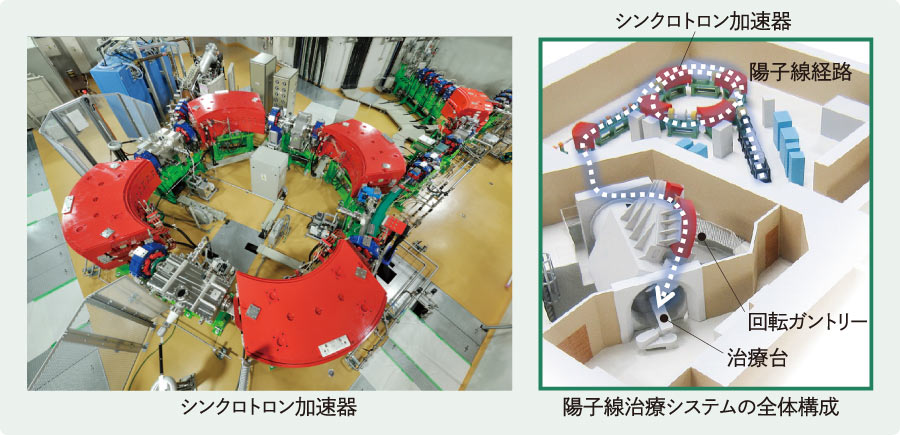 シンクロトロン加速器
陽子線経路
回転ガントリー
治療台
シンクロトロン加速器
陽子線治療システムの全体構成